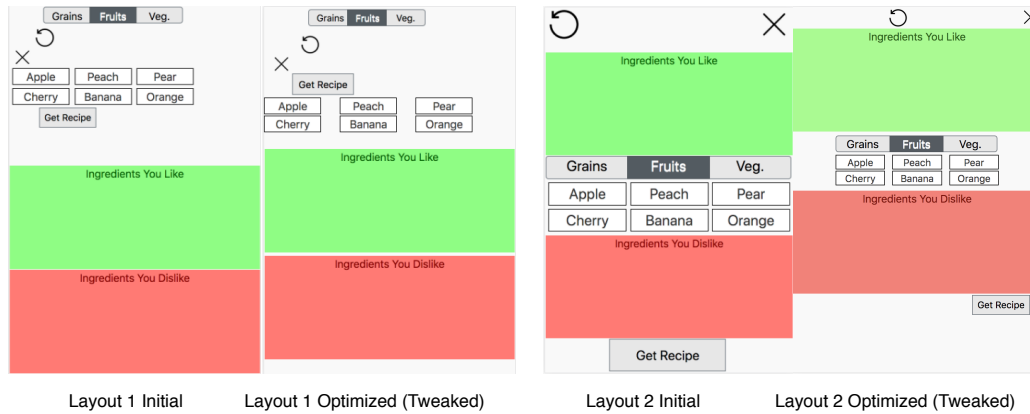 Grains Fruits Veg.
Apple Peach Pear
Cherry Banana Orange
Get Recipe
Ingredients You Like
Ingredients You Dislike
Grains Fruits Veg.
Get Recipe
Apple Peach Pear
Cherry Banana Orange
Ingredients You Like
Ingredients You Dislike
Ingredients You Like
Grains Fruits Veg.
Apple Peach Pear
Cherry Banana Orange
Ingredients You Dislike
Get Recipe
Ingredients You Like
Grains Fruits Veg.
Apple Peach Pear
Cherry Banana Orange
Ingredients You Dislike
Get Recipe
Layout 1 Initial
Layout 1 Optimized (Tweaked)
Layout 2 Initial
Layout 2 Optimized (Tweaked)